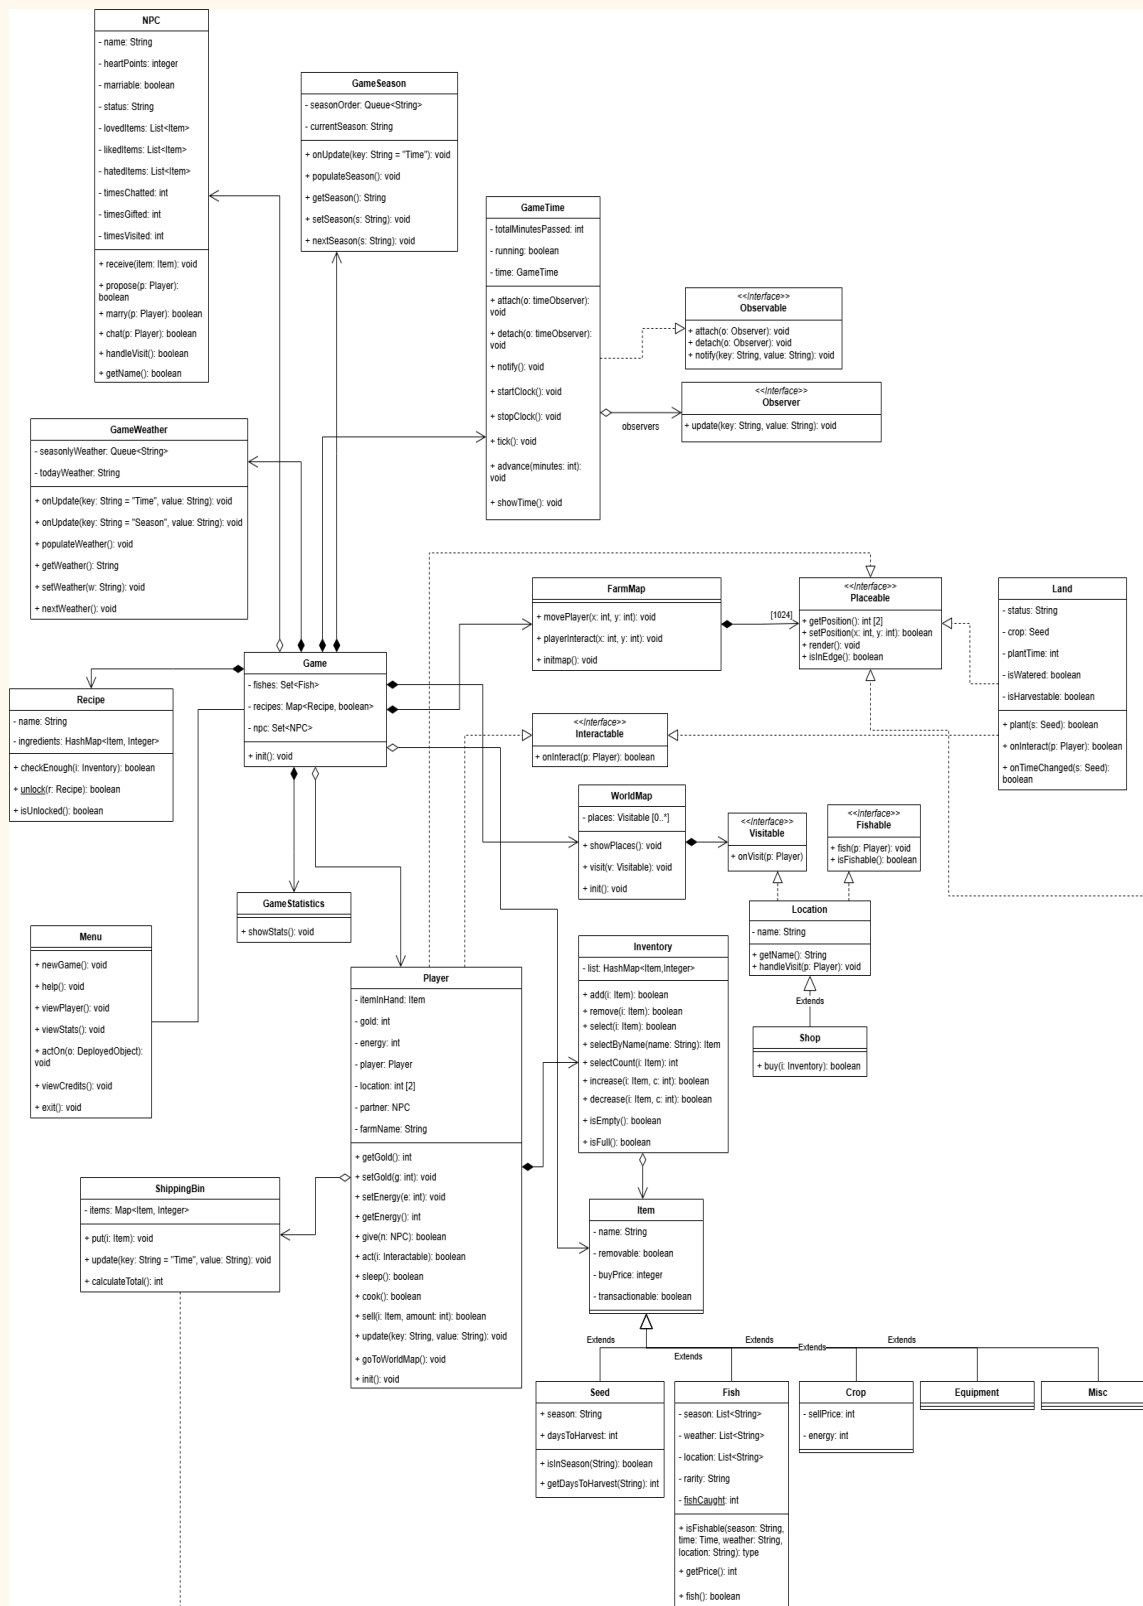 NPC
- name: String
- heartPoints: integer
- marriable: boolean
- status: String
- lovedItems: List<Item>
- likedItems: List<Item>
- hatedItems: List<Item>
- timesChatted: int
- timesGifted: int
- timesVisited: int
+ receive(item: Item): void
+ propose(p: Player):
boolean
+ marry(p: Player): boolean
+ chat(p: Player): boolean
+ handleVisit(): boolean
+ getName(): boolean
GameSeason
- seasonOrder: Queue<String>
- currentSeason: String
+ onUpdate(key: String = "Time"): void
+ populateSeason(): void
+ getSeason(): String
+ setSeason(s: String): void
+ nextSeason(s: String): void
GameTime
- totalMinutesPassed: int
- running: boolean
- time: GameTime
+ attach(o: timeObserver):
void
+ detach(o: timeObserver):
void
+ notify(): void
+ startClock(): void
+ stopClock(): void
+ tick(): void
+ advance(minutes: int):
void
+ showTime(): void
<<Interface>>
Observable
+ attach(o: Observer): void
+ detach(o: Observer): void
+ notify(key: String, value: String): void
<<Interface>>
Observer
+ update(key: String, value: String): void
observers
GameWeather
- seasonlyWeather: Queue<String>
- todayWeather: String
+ onUpdate(key: String = "Time", value: String): void
+ onUpdate(key: String = "Season", value: String): void
+ populateWeather(): void
+ getWeather(): String
+ setWeather(w: String): void
+ nextWeather(): void
FarmMap
+ movePlayer(x: int, y: int): void
+ playerInteract(x: int, y: int): void
+ initmap(): void
[1024]
<<Interface>>
Placeable
+ getPosition(): int [2]
+ setPosition(x: int, y: int): boolean
+ render(): void
+ isInEdge(): boolean
Land
- status: String
- crop: Seed
- plantTime: int
- isWatered: boolean
- isHarvestable: boolean
+ plant(s: Seed): boolean
+ onInteract(p: Player): boolean
+ onTimeChanged(s: Seed):
boolean
Game
- fishes: Set<Fish>
- recipes: Map<Recipe, boolean>
- npc: Set<NPC>
+ init(): void
Recipe
- name: String
- ingredients: HashMap<Item, Integer>
+ checkEnough(i: Inventory): boolean
+ unlock(r: Recipe): boolean
+ isUnlocked(): boolean
<<Interface>>
Interactable
+ onInteract(p: Player): boolean
WorldMap
- places: Visitable [0..*]
+ showPlaces(): void
+ visit(v: Visitable): void
+ init(): void
<<Interface>>
Visitable
+ onVisit(p: Player)
<<Interface>>
Fishable
+ fish(p: Player): void
+ isFishable(): boolean
GameStatistics
+ showStats(): void
Location
- name: String
+ getName(): String
+ handleVisit(p: Player): void
Extends
Shop
+ buy(i: Inventory): boolean
Menu
+ newGame(): void
+ help(): void
+ viewPlayer(): void
+ viewStats(): void
+ actOn(o: DeployedObject):
void
+ viewCredits(): void
+ exit(): void
Player
- itemInHand: Item
- gold: int
- energy: int
- player: Player
- location: int [2]
- partner: NPC
- farmName: String
+ getGold(): int
+ setGold(g: int): void
+ setEnergy(e: int): void
+ getEnergy(): int
+ give(n: NPC): boolean
+ act(i: Interactable): boolean
+ sleep(): boolean
+ cook(): boolean
+ sell(i: Item, amount: int): boolean
+ update(key: String, value: String): void
+ goToWorldMap(): void
+ init(): void
Inventory
- list: HashMap<Item,Integer>
+ add(i: Item): boolean
+ remove(i: Item): boolean
+ select(i: Item): boolean
+ selectByName(name: String): Item
+ selectCount(i: Item): int
+ increase(i: Item, c: int): boolean
+ decrease(i: Item, c: int): boolean
+ isEmpty(): boolean
+ isFull(): boolean
ShippingBin
- items: Map<Item, Integer>
+ put(i: Item): void
+ update(key: String = "Time", value: String): void
+ calculateTotal(): int
Item
- name: String
- removable: boolean
- buyPrice: integer
- transactionable: boolean
Extends
Extends
Extends
Extends
Extends
Seed
+ season: String
+ daysToHarvest: int
+ isInSeason(String): boolean
+ getDaysToHarvest(String): int
Fish
- season: List<String>
- weather: List<String>
- location: List<String>
- rarity: String
- fishCaught: int
+ isFishable(season: String,
time: Time, weather: String,
location: String): type
+ getPrice(): int
+ fish(): boolean
Crop
- sellPrice: int
- energy: int
Equipment
Misc